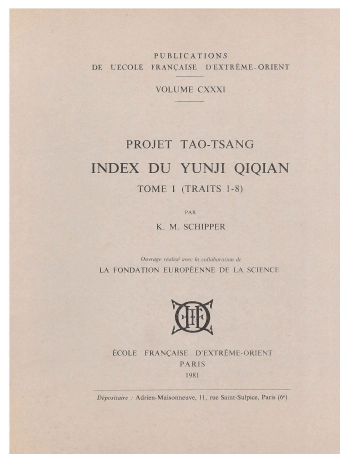 PUBLICATIONS
DE L'ECOLE FRANÇAISE D'EXTRÊME-ORIENT
VOLUME CXXXI
PROJET TAO-TSANG
INDEX DU YUNJI QIQIAN
TOME I (TRAITS 1-8)
PAR
K. M. SCHIPPER
Ouvrage réalisé avec la collaboration de
LA FONDATION EUROPÉENNE DE LA SCIENCE
ÉCOLE FRANÇAISE D'EXTRÊME-ORIENT
PARIS
1981
Dépositaire : Adrien-Maisonneuve, 11, rue Saint-Sulpice, Paris (6e)